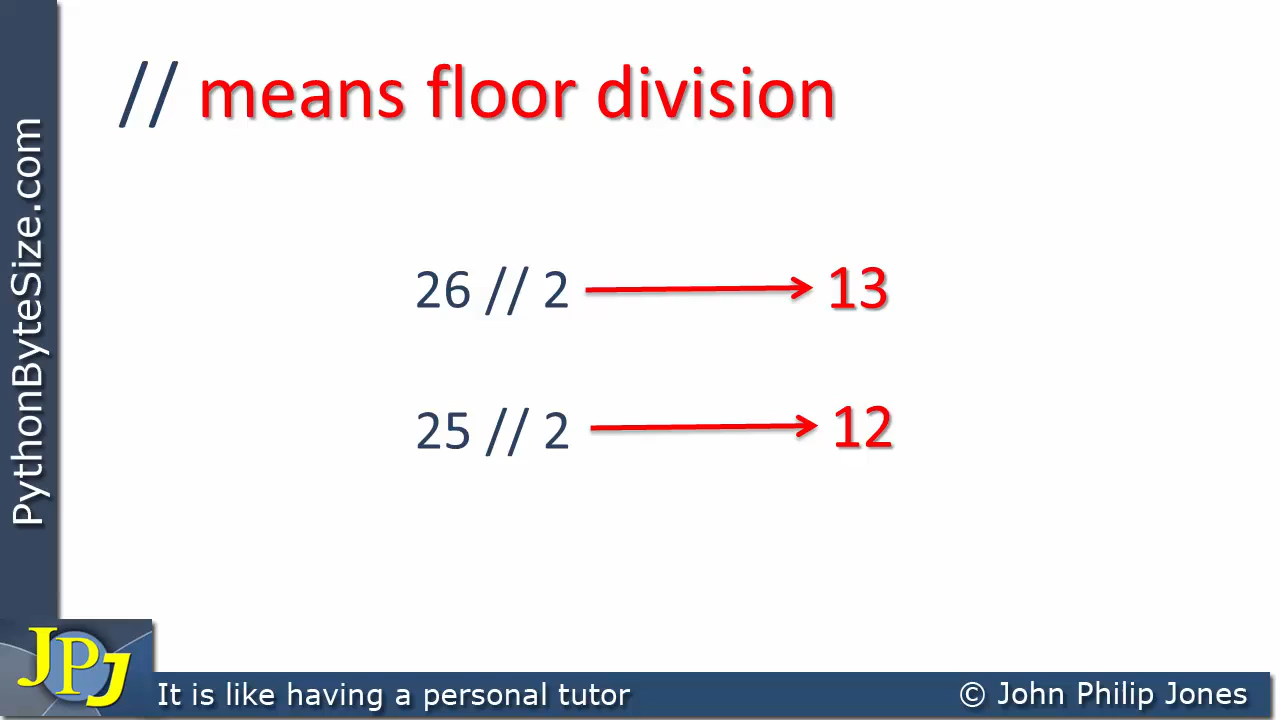 // means floor division
26 // 2 13
25 // 2 12
PythonByteSize.com
JPJ
It is like having a personal tutor
© John Philip Jones